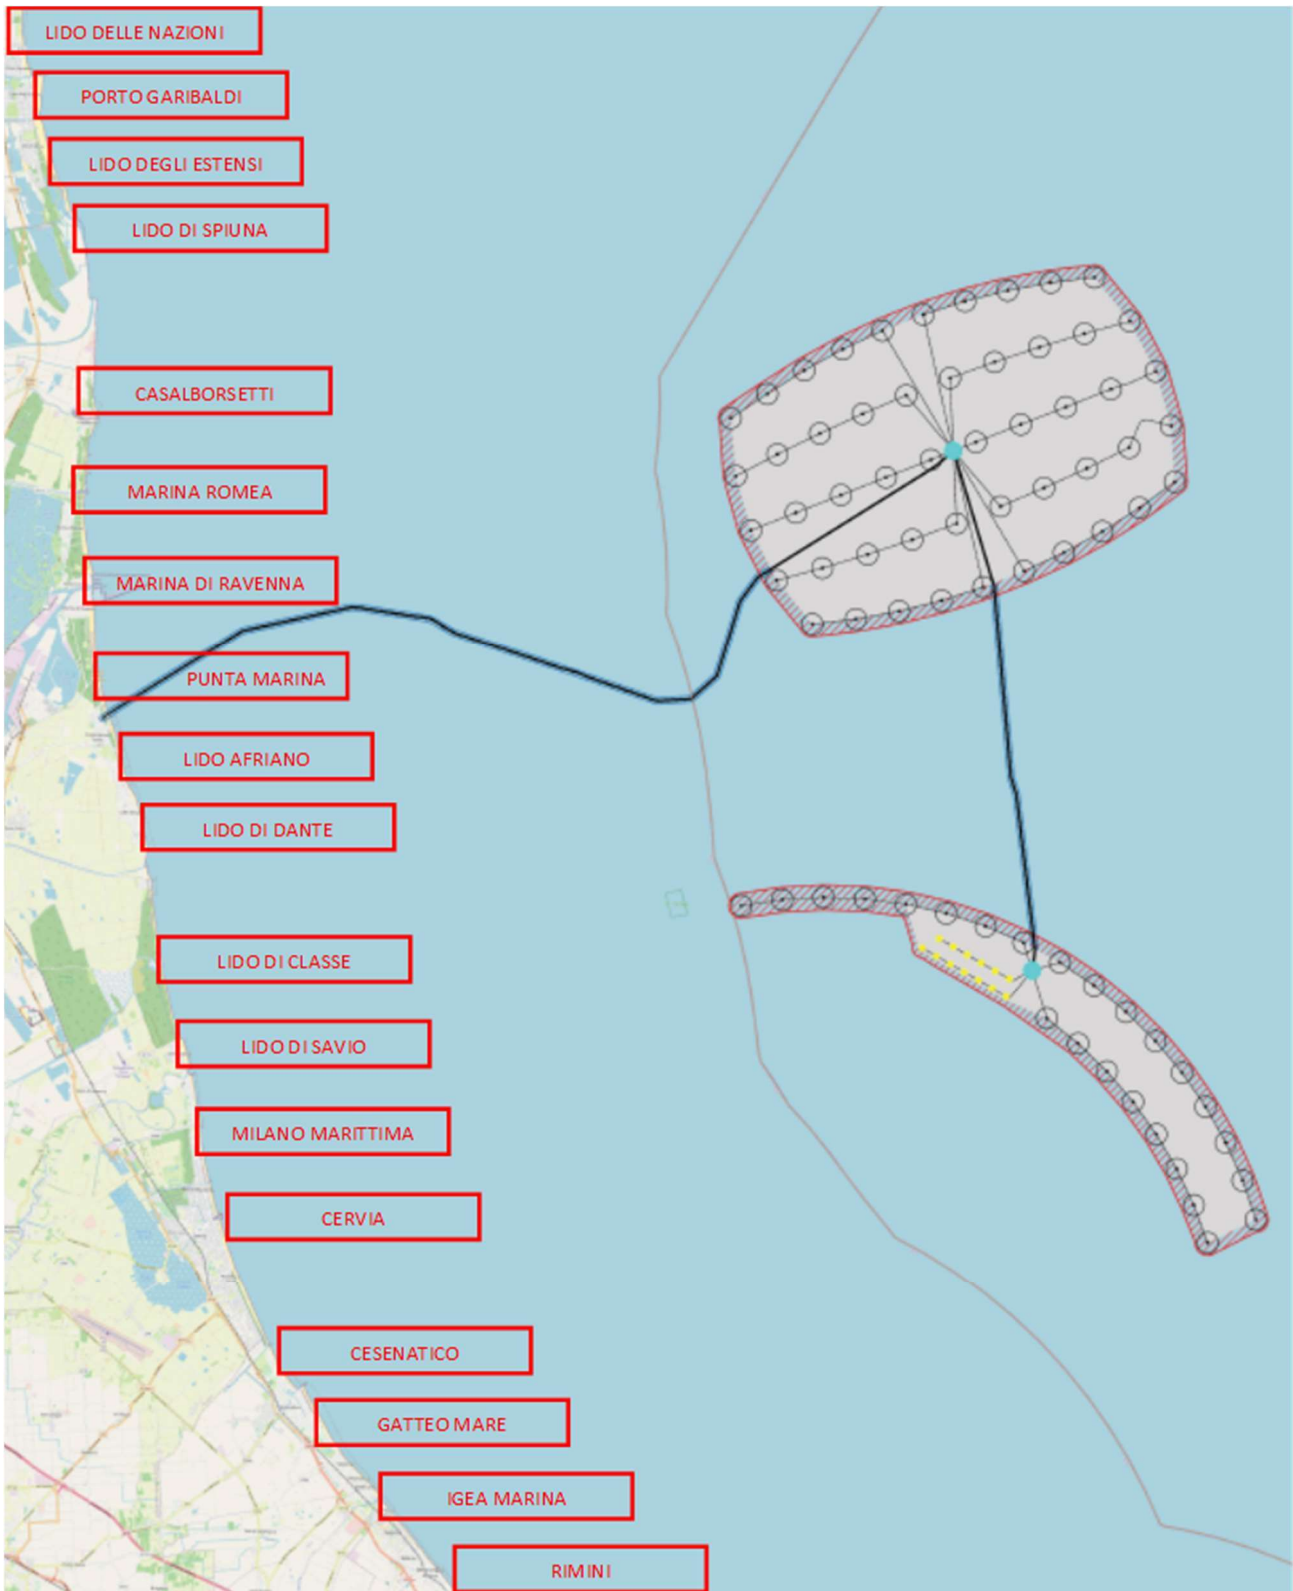 LIDO DELLE NAZIONI
PORTO GARIBALDI
LIDO DEGLI ESTENSI
LIDO DI SPIUNA
CASALBORSETTI
MARINA ROMEA
MARINA DI RAVENNA
PUNTA MARINA
LIDO AFRIANO
LIDO DI DANTE
LIDO DI CLASSE
LIDO DI SAVIO
MILANO MARITTIMA
CERVIA
CESENATICO
GATTEO MARE
IGEA MARINA
RIMINI